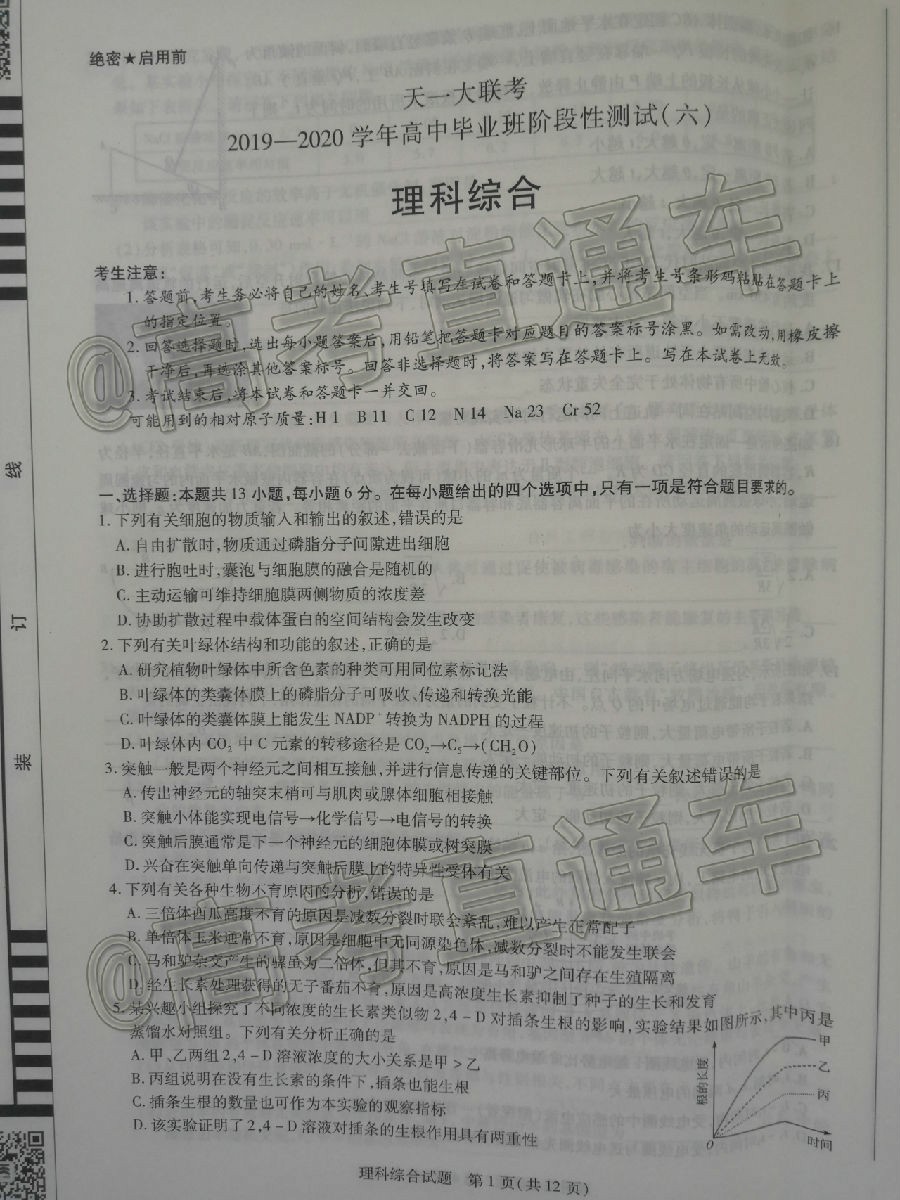 绝密★启用前
天一大联考
2019—2020 学年高中毕业班阶段性测试(六)
理科综合
考生注意:
1. 答题前,考生务必将自己的姓名、考生号填写在试卷和答题卡上,并将考生号条形码粘贴在答题卡上
的指定位置。
2. 回答选择题时,选出每小题答案后,用铅笔把答题卡对应题目的答案标号涂黑。如需改动,用橡皮擦
干净后,再选涂其他答案标号。回答非选择题时,将答案写在答题卡上。写在本试卷上无效。
3. 考试结束后,将本试卷和答题卡一并交回。
可能用到的相对原子质量:H 1 B 11 C 12 N 14 Na 23 Cr 52
一、选择题:本题共 13 小题,每小题 6 分。在每小题给出的四个选项中,只有一项是符合题目要求的。
1. 下列有关细胞的物质输入和输出的叙述,错误的是
A. 自由扩散时,物质通过磷脂分子间隙进出细胞
B. 进行胞吐时,囊泡与细胞膜的融合是随机的
C. 主动运输可维持细胞膜两侧物质的浓度差
D. 协助扩散过程中载体蛋白的空间结构会发生改变
2. 下列有关叶绿体结构和功能的叙述,正确的是
A. 研究植物叶绿体中所含色素的种类可用同位素标记法
B. 叶绿体的类囊体膜上的磷脂分子可吸收、传递和转换光能
C. 叶绿体的类囊体膜上能发生 NADP⁺ 转换为 NADPH 的过程
D. 叶绿体内 CO₂ 中 C 元素的转移途径是 CO₂→C₅→(CH₂O)
3. 突触一般是两个神经元之间相互接触,并进行信息传递的关键部位。下列有关叙述错误的是
A. 传出神经元的轴突末梢可与肌肉或腺体细胞相接触
B. 突触小体能实现电信号→化学信号→电信号的转换
C. 突触后膜通常是下一个神经元的细胞体膜或树突膜
D. 兴奋在突触单向传递与突触后膜上的特异性受体有关
4. 下列有关各种生物不育原因的分析,错误的是
A. 三倍体西瓜高度不育的原因是减数分裂时联会紊乱,难以产生正常配子
B. 单倍体玉米通常不育,原因是细胞中无同源染色体,减数分裂时不能发生联会
C. 马和驴杂交产生的骡虽为二倍体,但其不育,原因是马和驴之间存在生殖隔离
D. 经生长素处理获得的无子番茄不育,原因是高浓度生长素抑制了种子的生长和发育
5. 某兴趣小组探究了不同浓度的生长素类似物 2,4 - D 对插条生根的影响,实验结果如图所示,其中丙是
蒸馏水对照组。下列有关分析正确的是
A. 甲、乙两组 2,4 - D 溶液浓度的大小关系是甲 > 乙
B. 丙组说明在没有生长素的条件下,插条也能生根
C. 插条生根的数量也可作为本实验的观察指标
D. 该实验证明了 2,4 - D 溶液对插条的生根作用具有两重性
根的长度
甲
乙
丙
0
时间
理科综合试题 第 1 页(共 12 页)
线
订
装
@高考直通车
@高考直通车